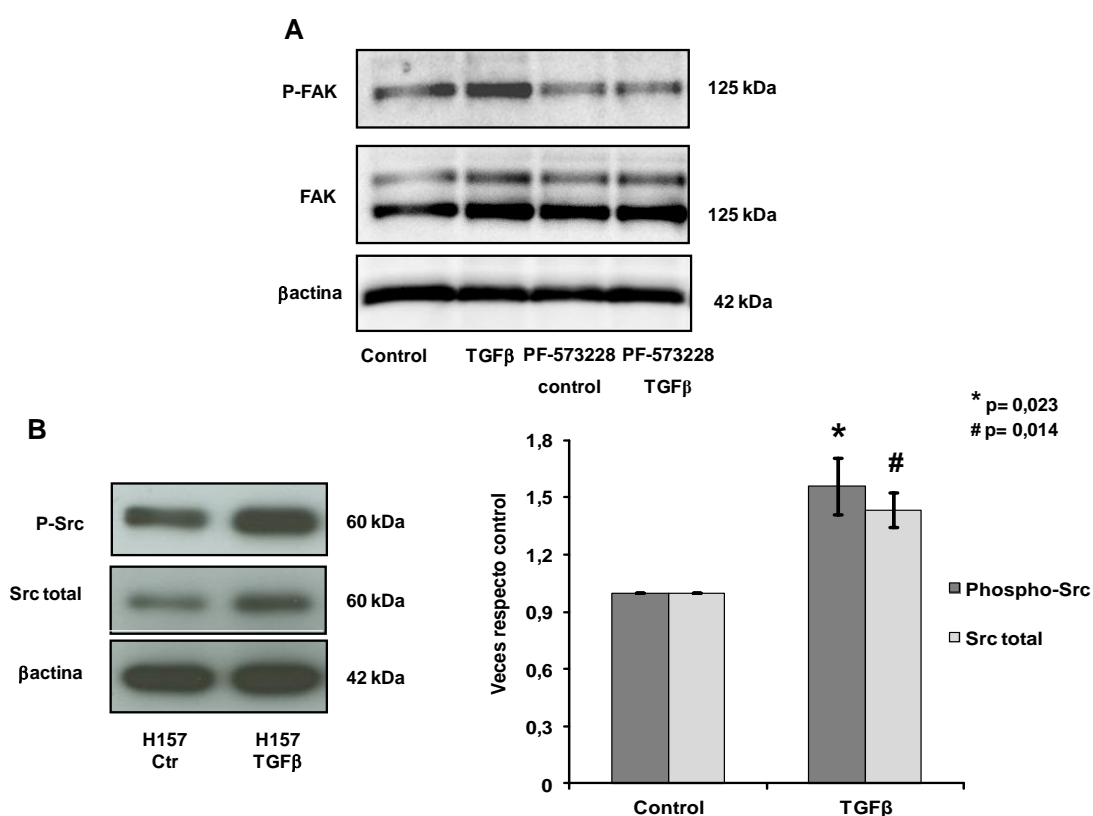 A
P-FAK
125 kDa
FAK
125 kDa
βactina
42 kDa
Control
TGFβ
PF-573228
control
PF-573228
TGFβ
B
P-Src
60 kDa
Src total
60 kDa
βactina
42 kDa
H157
Ctr
H157
TGFβ
* p= 0,023
# p= 0,014
Veces respecto control
1,8
1,5
1,2
0,9
0,6
0,3
0
*
#
Control
TGFβ
Phospho-Src
Src total